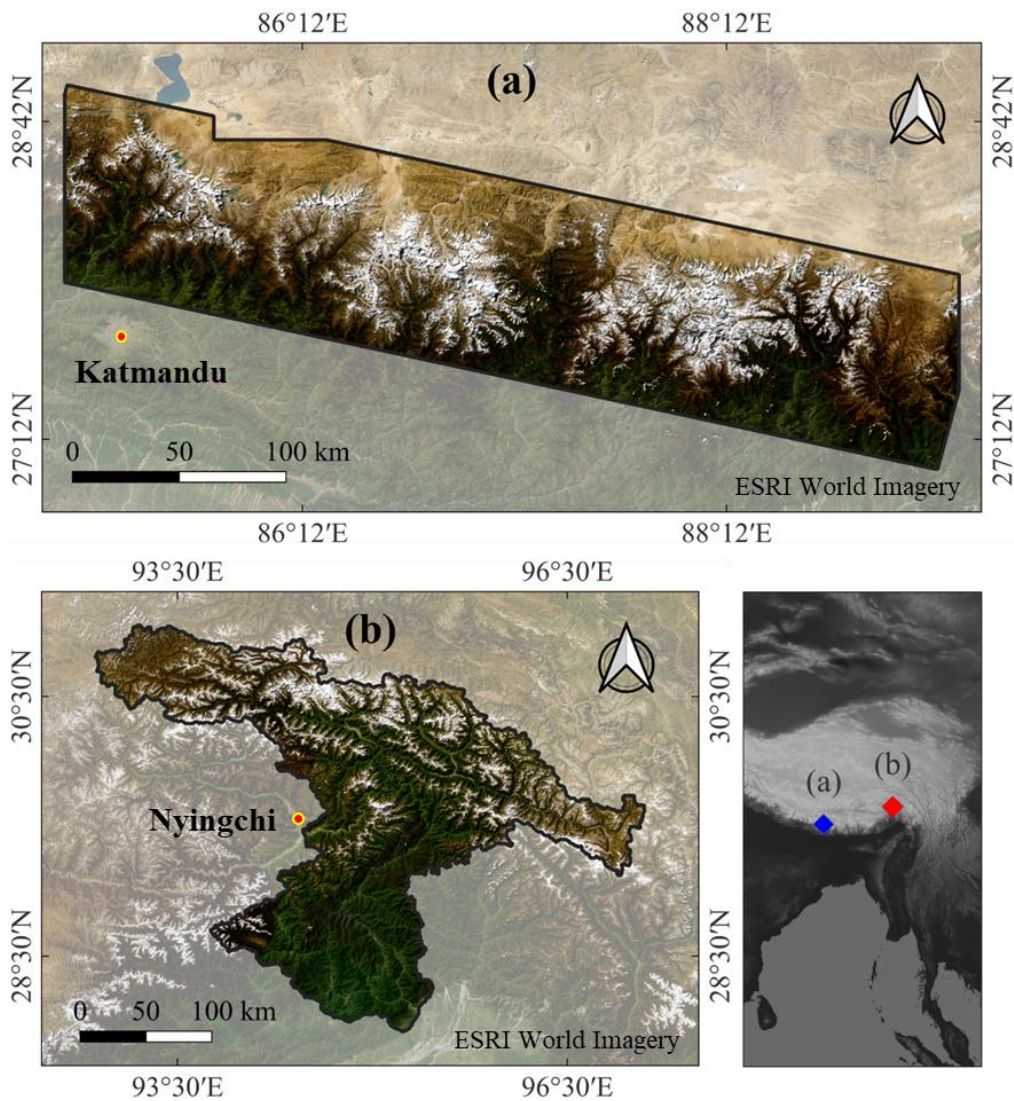 86°12′E
88°12′E
(a)
28°42′N
28°42′N
Katmandu
27°12′N
27°12′N
0 50 100 km
ESRI World Imagery
86°12′E
88°12′E
93°30′E
96°30′E
(b)
30°30′N
30°30′N
(b)
(a)
Nyingchi
28°30′N
28°30′N
0 50 100 km
ESRI World Imagery
93°30′E
96°30′E